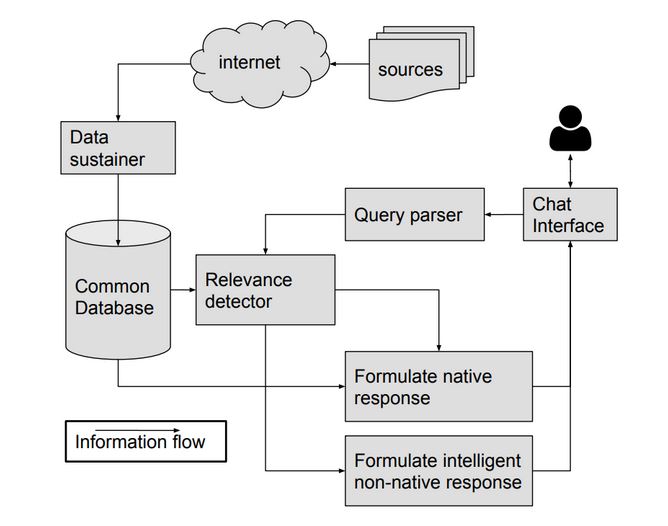 internet
sources
Data
sustainer
Query parser
Chat
Interface
Common
Database
Relevance
detector
Formulate native
response
Information flow
Formulate intelligent
non-native response